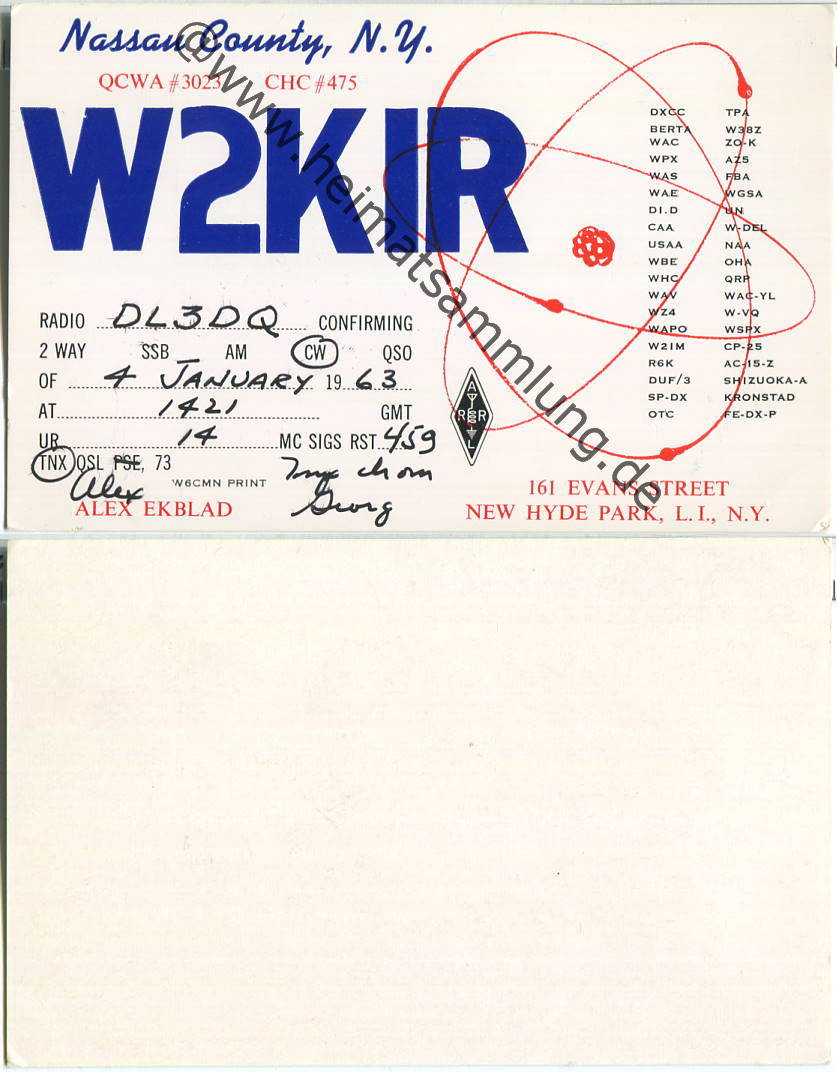 Nassau County, N.Y.
QCWA #3023 CHC #475
W2KIR
DXCC TPA
BERTA W38Z
WAC ZO-K
WPX AZ5
WAS FBA
WAE WGSA
DI.D UN
CAA W-DEL
USAA NAA
WBE OHA
WHC QRP
WAV WAC-YL
WZ4 W-VQ
WAPO WSPX
W21M CP-25
R6K AC-15-Z
DUF/3 SHIZUOKA-A
SP-DX KRONSTAD
OTC FE-DX-P
RADIO DL3DQ CONFIRMING
2 WAY SSB AM CW QSO
OF 4 JANUARY 1963
AT 1421 GMT
UR 14 MC SIGS RST 459
TNX QSL PSE, 73
Alex W6CMN PRINT Tnx
Georg
ALEX EKBLAD
A R R L
161 EVANS STREET
NEW HYDE PARK, L.I., N.Y.
@www.heimatsammlung.de